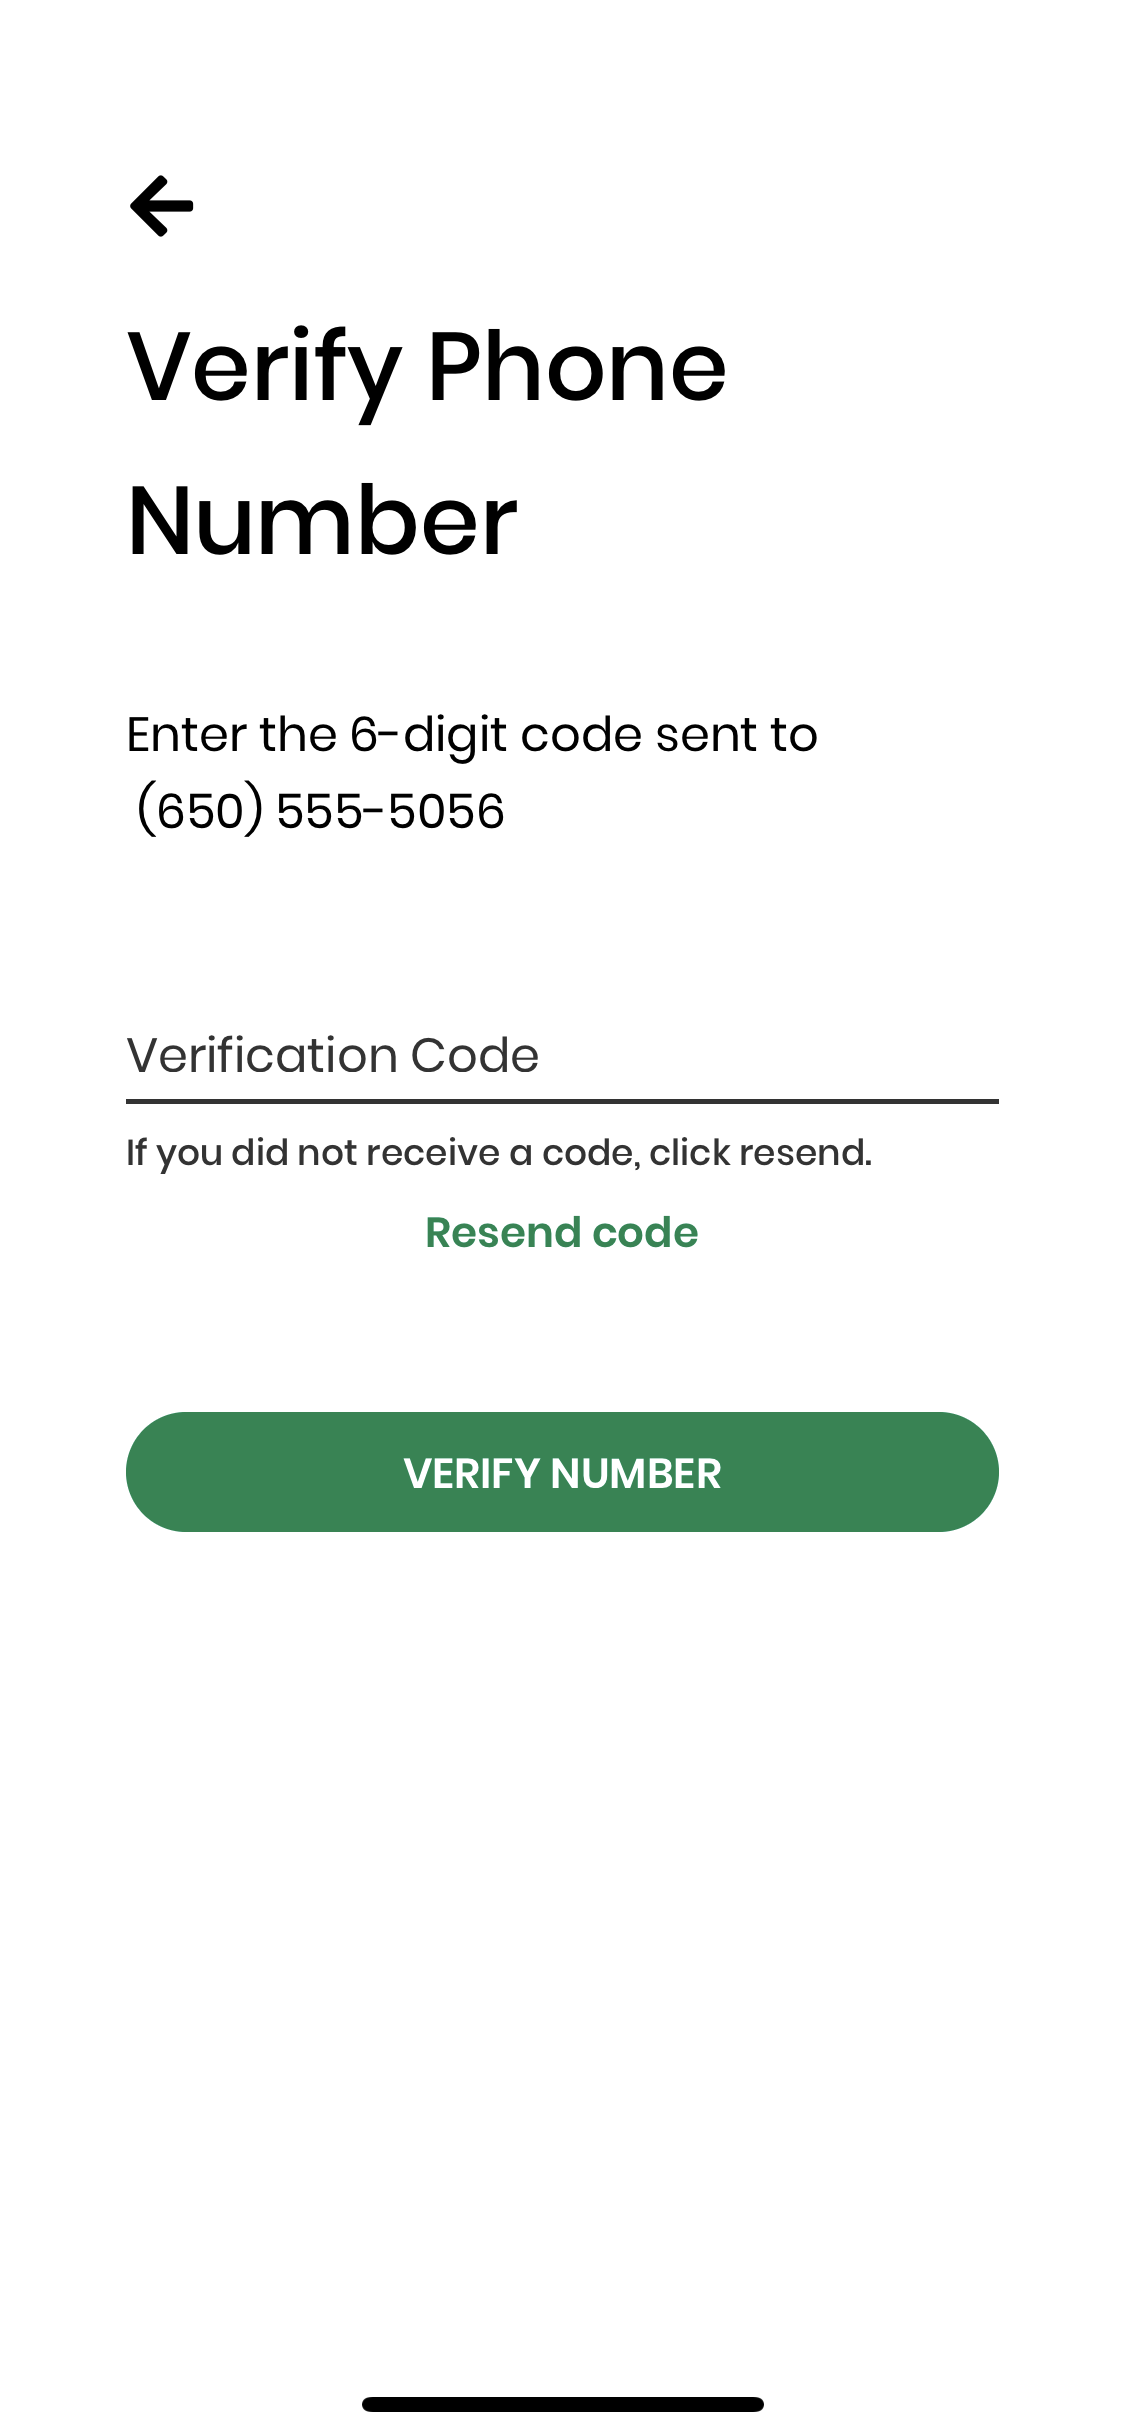 Verify Phone
Number
Enter the 6-digit code sent to
(650) 555-5056
Verification Code
If you did not receive a code, click resend.
Resend code
VERIFY NUMBER